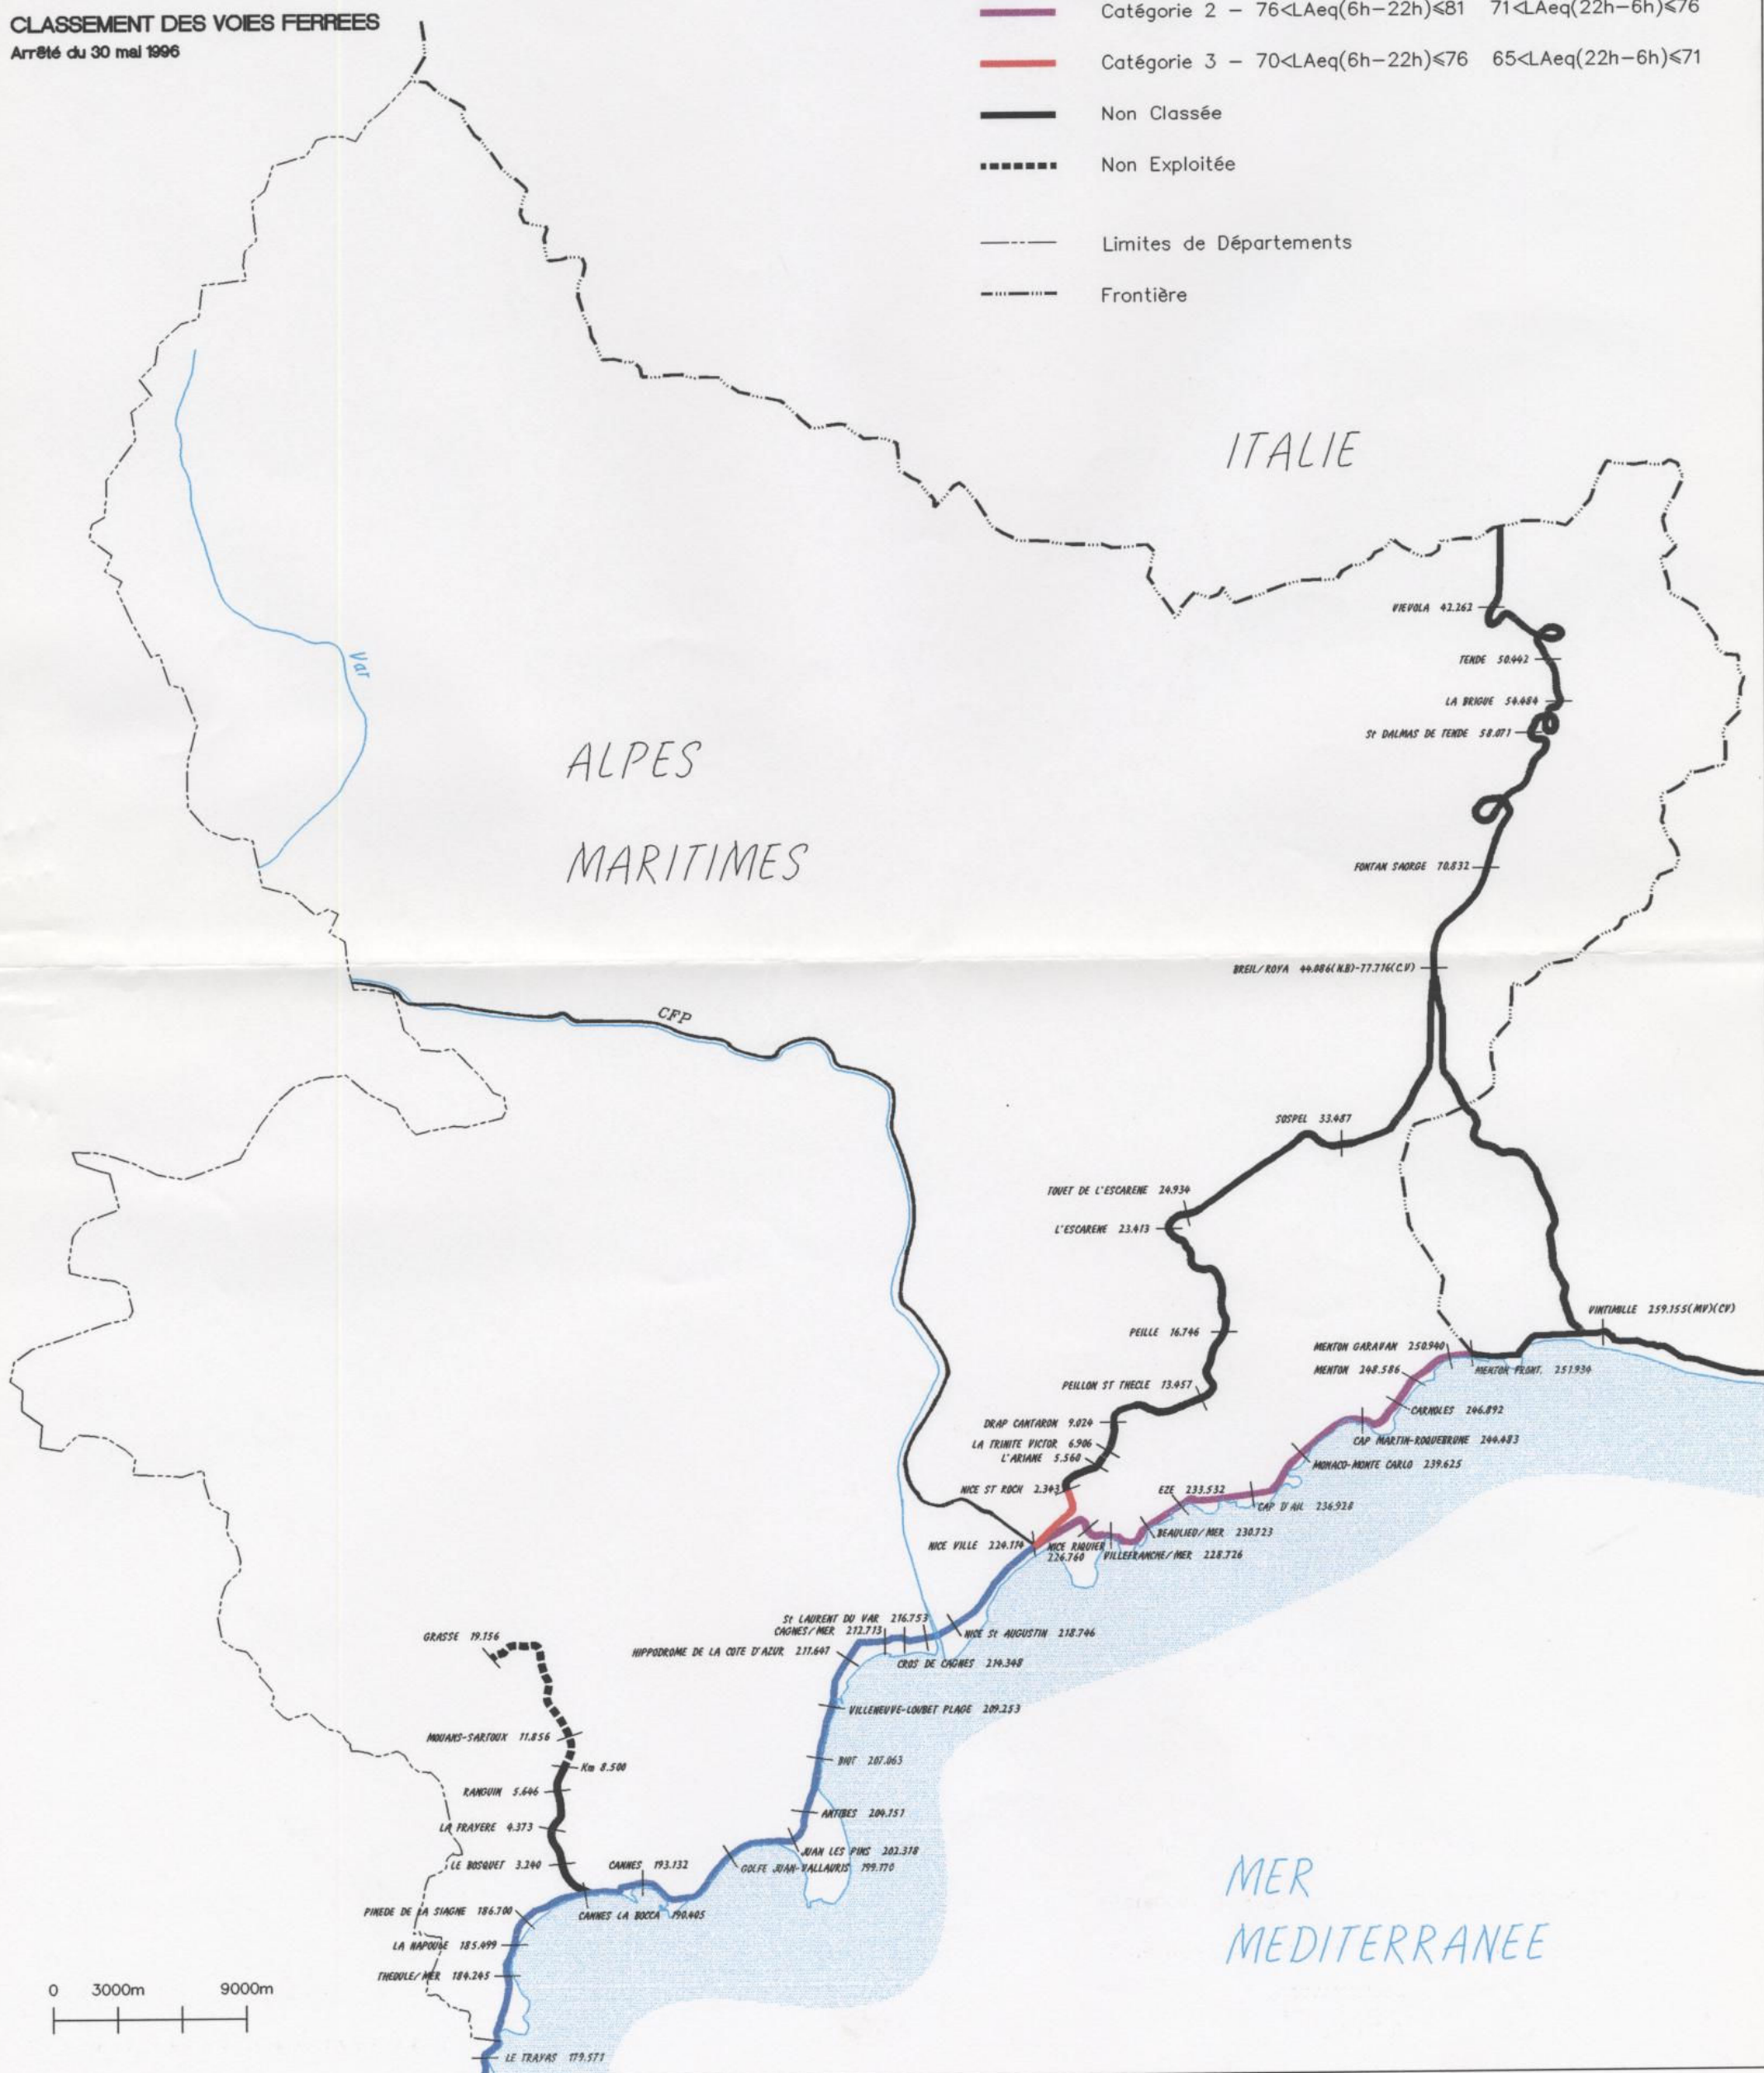 CLASSEMENT DES VOIES FERREES
Arrêté du 30 mai 1996
Catégorie 2 – 76<LAeq(6h–22h)≤81 71<LAeq(22h–6h)≤76
Catégorie 3 – 70<LAeq(6h–22h)≤76 65<LAeq(22h–6h)≤71
Non Classée
Non Exploitée
Limites de Départements
Frontière
ITALIE
Var
ALPES
MARITIMES
CFP
VIEVOLA 42.262
TENDE 50.442
LA BRIGUE 54.484
St DALMAS DE TENDE 58.071
FONTAN SAORGE 70.832
BREIL/ROYA 44.086(N.B)-77.776(C.V)
SOSPEL 33.487
TOUET DE L'ESCARENE 24.934
L'ESCARENE 23.413
PEILLE 16.746
PEILLON ST THECLE 13.457
DRAP CANTARON 9.024
LA TRINITE VICTOR 6.906
L'ARIANE 5.560
NICE ST ROCH 2.343
NICE VILLE 224.174
NICE RIQUIER
226.760
VILLEFRANCHE/MER 228.726
BEAULIEU/MER 230.723
EZE 233.532
CAP D'AIL 236.928
MONACO-MONTE CARLO 239.625
CAP MARTIN-ROQUEBRUNE 244.483
CARNOLES 246.892
MENTON 248.586
MENTON GARAVAN 250.940
MENTON FRONT. 251.934
VINTIMILLE 259.155(MV)(CV)
St LAURENT DU VAR 216.753
CAGNES/MER 212.713
HIPPODROME DE LA COTE D'AZUR 211.647
NICE St AUGUSTIN 218.746
CROS DE CAGNES 214.348
VILLENEUVE-LOUBET PLAGE 209.253
BIOT 207.063
ANTIBES 204.151
JUAN LES PINS 202.318
GOLFE JUAN-VALLAURIS 199.170
CANNES 193.132
CANNES LA BOCCA 190.405
GRASSE 19.156
MOUANS-SARTOUX 11.856
Km 8.500
RANGUIN 5.646
LA FRAYERE 4.373
LE BOSQUET 3.240
PINEDE DE LA SIAGNE 186.700
LA NAPOULE 185.499
THEOULE/MER 184.245
LE TRAYAS 179.571
MER
MEDITERRANEE
0 3000m 9000m